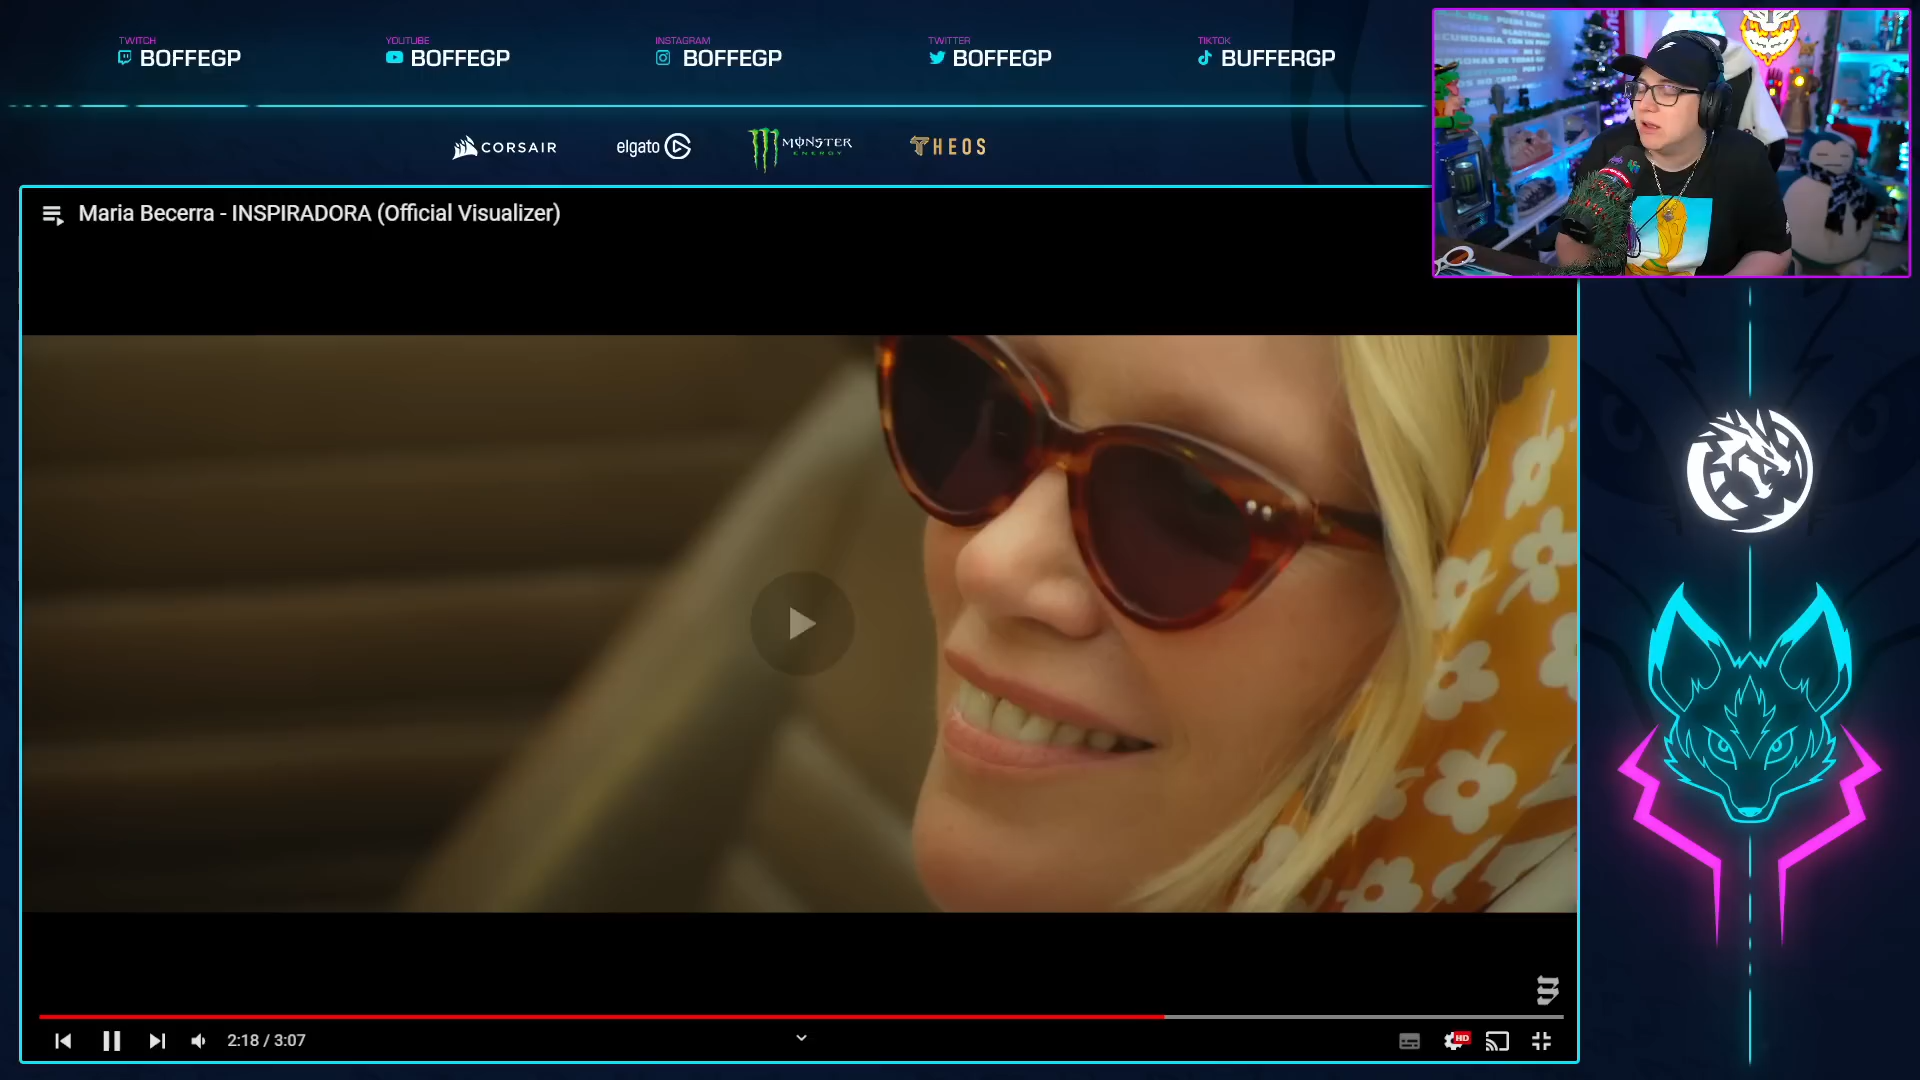 TWITCH
BOFFEGP
YOUTUBE
BOFFEGP
INSTAGRAM
BOFFEGP
TWITTER
BOFFEGP
TIKTOK
BUFFERGP
CORSAIR
elgato
MONSTER
ENERGY
THEOS
Maria Becerra - INSPIRADORA (Official Visualizer)
2:18 / 3:07
HD